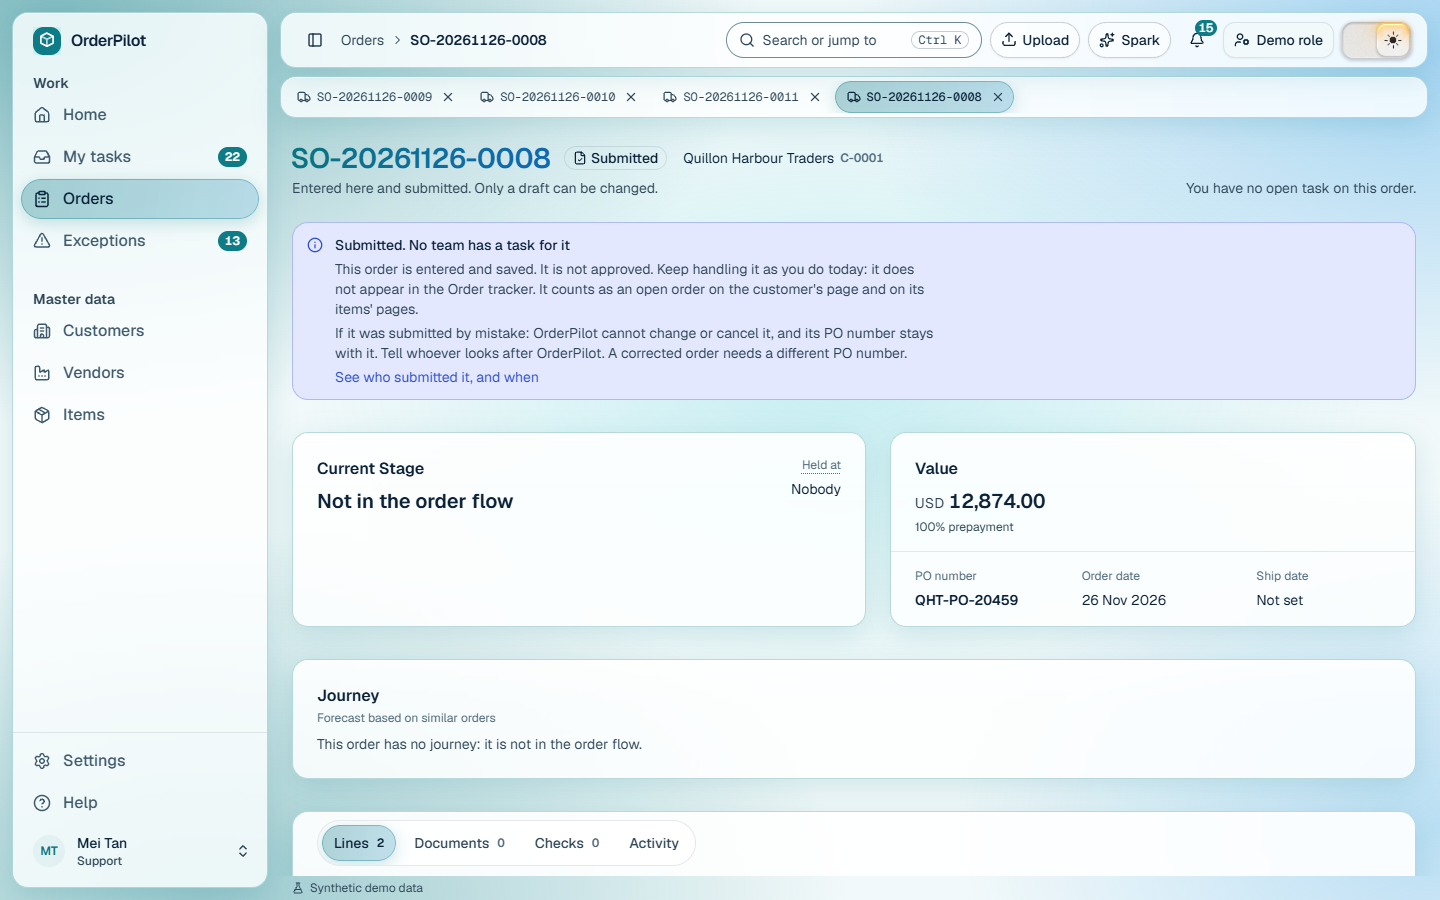 OrderPilot
Work
Home
My tasks 22
Orders
Exceptions 13
Master data
Customers
Vendors
Items
Settings
Help
MT
Mei Tan
Support
Orders > SO-20261126-0008
Search or jump to Ctrl K
Upload
Spark
15
Demo role
SO-20261126-0009
SO-20261126-0010
SO-20261126-0011
SO-20261126-0008
SO-20261126-0008 Submitted Quillon Harbour Traders C-0001
Entered here and submitted. Only a draft can be changed.
You have no open task on this order.
Submitted. No team has a task for it
This order is entered and saved. It is not approved. Keep handling it as you do today: it does
not appear in the Order tracker. It counts as an open order on the customer's page and on its
items' pages.
If it was submitted by mistake: OrderPilot cannot change or cancel it, and its PO number stays
with it. Tell whoever looks after OrderPilot. A corrected order needs a different PO number.
See who submitted it, and when
Current Stage
Not in the order flow
Held at
Nobody
Value
USD 12,874.00
100% prepayment
PO number
QHT-PO-20459
Order date
26 Nov 2026
Ship date
Not set
Journey
Forecast based on similar orders
This order has no journey: it is not in the order flow.
Lines 2
Documents 0
Checks 0
Activity
Synthetic demo data